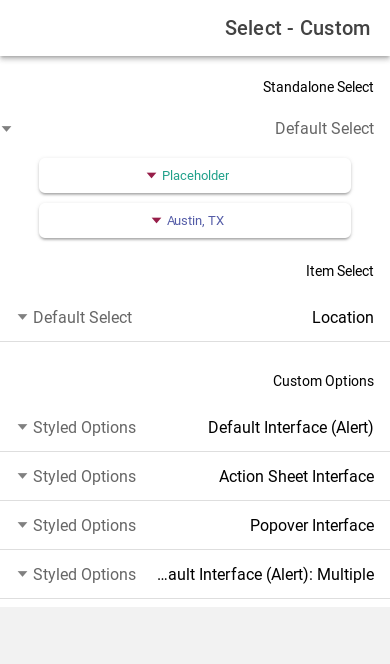 Select - Custom
Standalone Select
Default Select
Placeholder
Austin, TX
Item Select
Location
Default Select
Custom Options
Default Interface (Alert)
Styled Options
Action Sheet Interface
Styled Options
Popover Interface
Styled Options
...ault Interface (Alert): Multiple
Styled Options